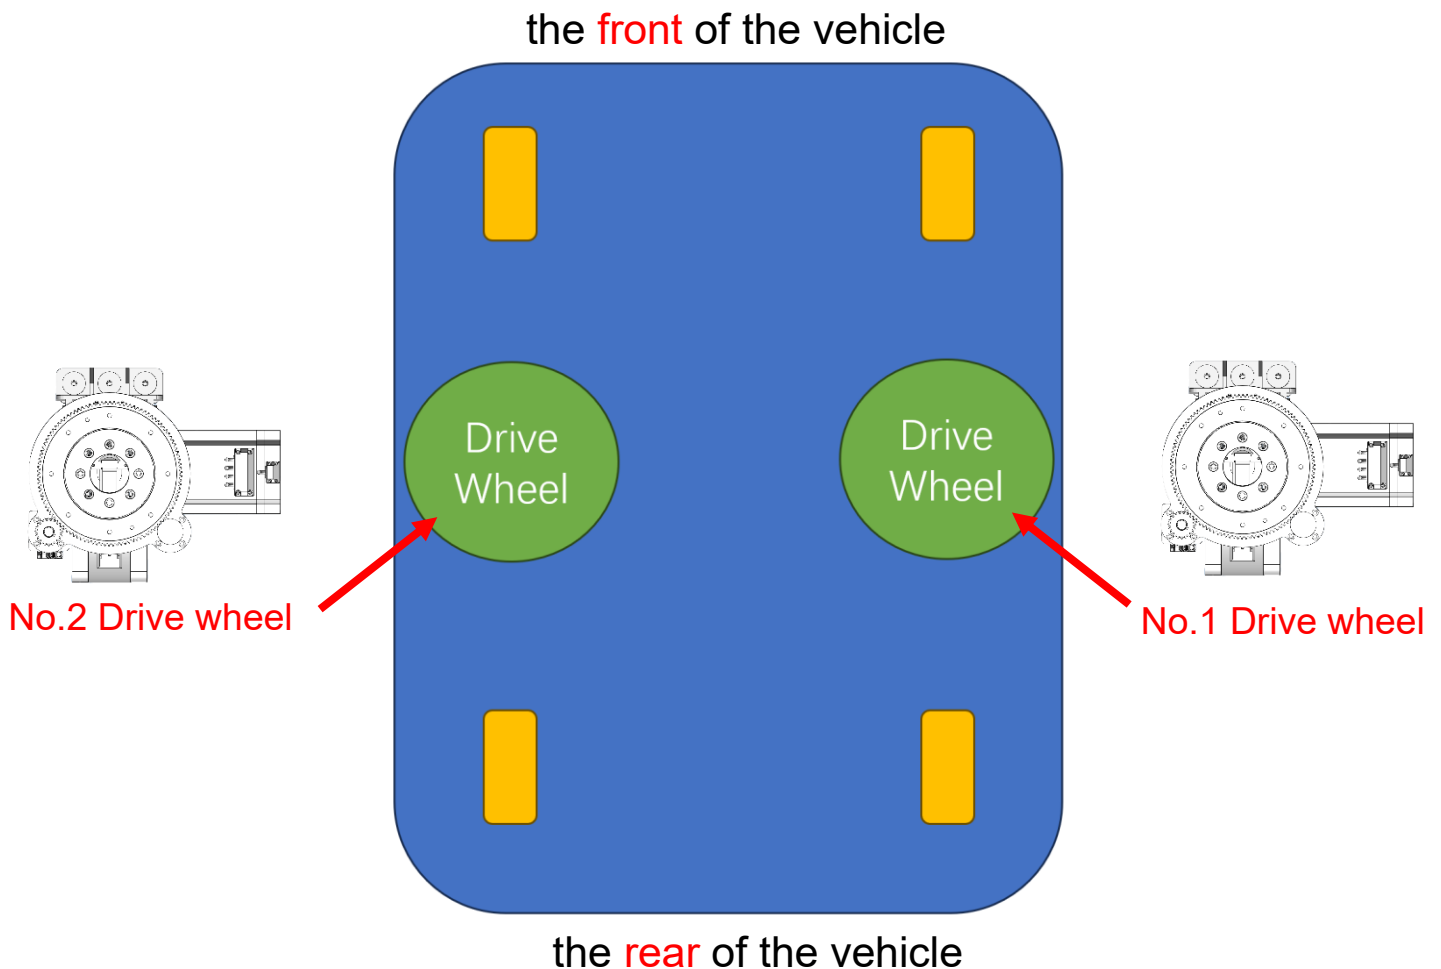 the front of the vehicle
Drive
Wheel
Drive
Wheel
No.2 Drive wheel
No.1 Drive wheel
the rear of the vehicle